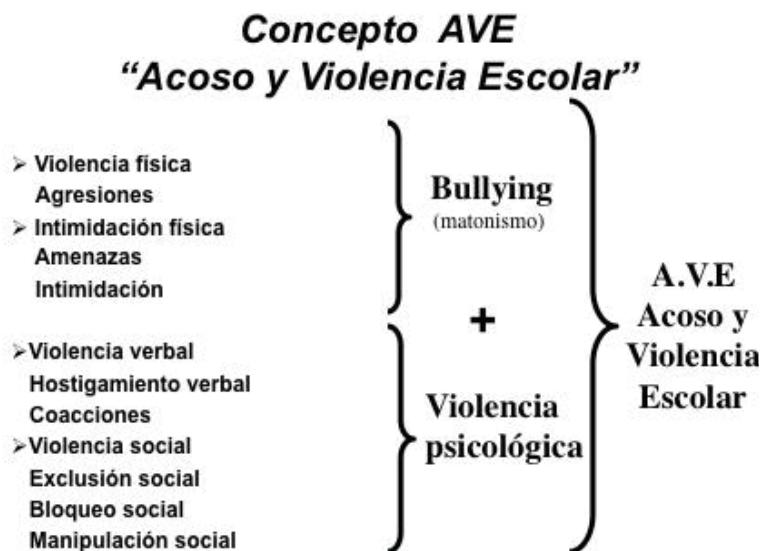 Concepto AVE
“Acoso y Violencia Escolar”
➢ Violencia física
Agresiones
➢ Intimidación física
Amenazas
Intimidación
➢Violencia verbal
Hostigamiento verbal
Coacciones
➢Violencia social
Exclusión social
Bloqueo social
Manipulación social
Bullying
(matonismo)
+
Violencia
psicológica
A.V.E
Acoso y
Violencia
Escolar